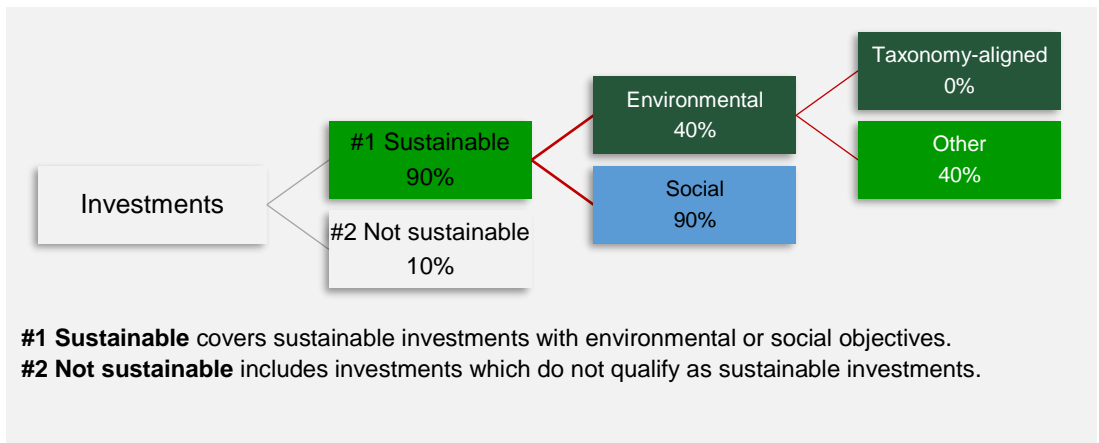 Investments
#1 Sustainable
90%
#2 Not sustainable
10%
Environmental
40%
Social
90%
Taxonomy-aligned
0%
Other
40%
#1 Sustainable covers sustainable investments with environmental or social objectives.
#2 Not sustainable includes investments which do not qualify as sustainable investments.